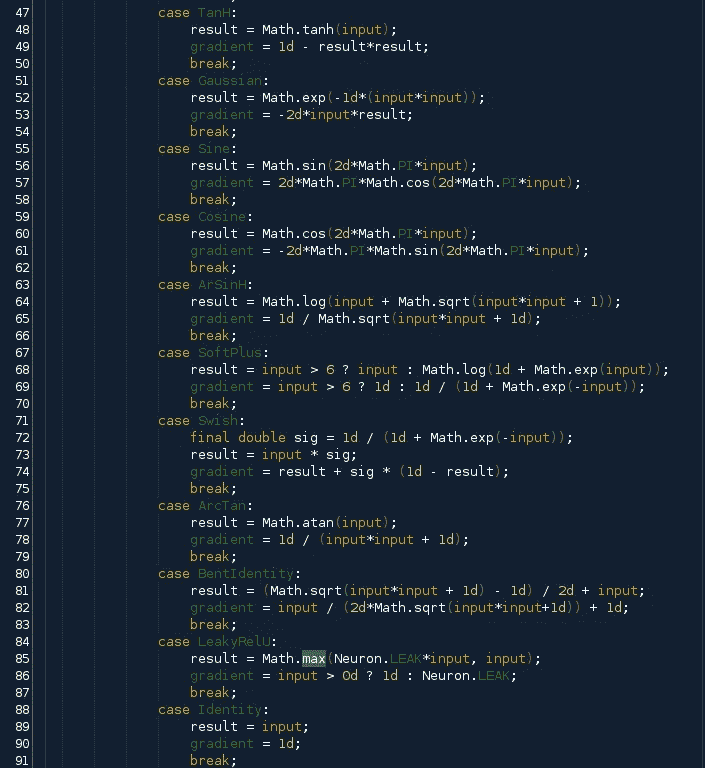 47 case TanH:
48 result = Math.tanh(input);
49 gradient = 1d - result*result;
50 break;
51 case Gaussian:
52 result = Math.exp(-1d*(input*input));
53 gradient = -2d*input*result;
54 break;
55 case Sine:
56 result = Math.sin(2d*Math.PI*input);
57 gradient = 2d*Math.PI*Math.cos(2d*Math.PI*input);
58 break;
59 case Cosine:
60 result = Math.cos(2d*Math.PI*input);
61 gradient = -2d*Math.PI*Math.sin(2d*Math.PI*input);
62 break;
63 case ArSinH:
64 result = Math.log(input + Math.sqrt(input*input + 1));
65 gradient = 1d / Math.sqrt(input*input + 1d);
66 break;
67 case SoftPlus:
68 result = input > 6 ? input : Math.log(1d + Math.exp(input));
69 gradient = input > 6 ? 1d : 1d / (1d + Math.exp(-input));
70 break;
71 case Swish:
72 final double sig = 1d / (1d + Math.exp(-input));
73 result = input * sig;
74 gradient = result + sig * (1d - result);
75 break;
76 case ArcTan:
77 result = Math.atan(input);
78 gradient = 1d / (input*input + 1d);
79 break;
80 case BentIdentity:
81 result = (Math.sqrt(input*input + 1d) - 1d) / 2d + input;
82 gradient = input / (2d*Math.sqrt(input*input+1d)) + 1d;
83 break;
84 case LeakyRelU:
85 result = Math.max(Neuron.LEAK*input, input);
86 gradient = input > 0d ? 1d : Neuron.LEAK;
87 break;
88 case Identity:
89 result = input;
90 gradient = 1d;
91 break;